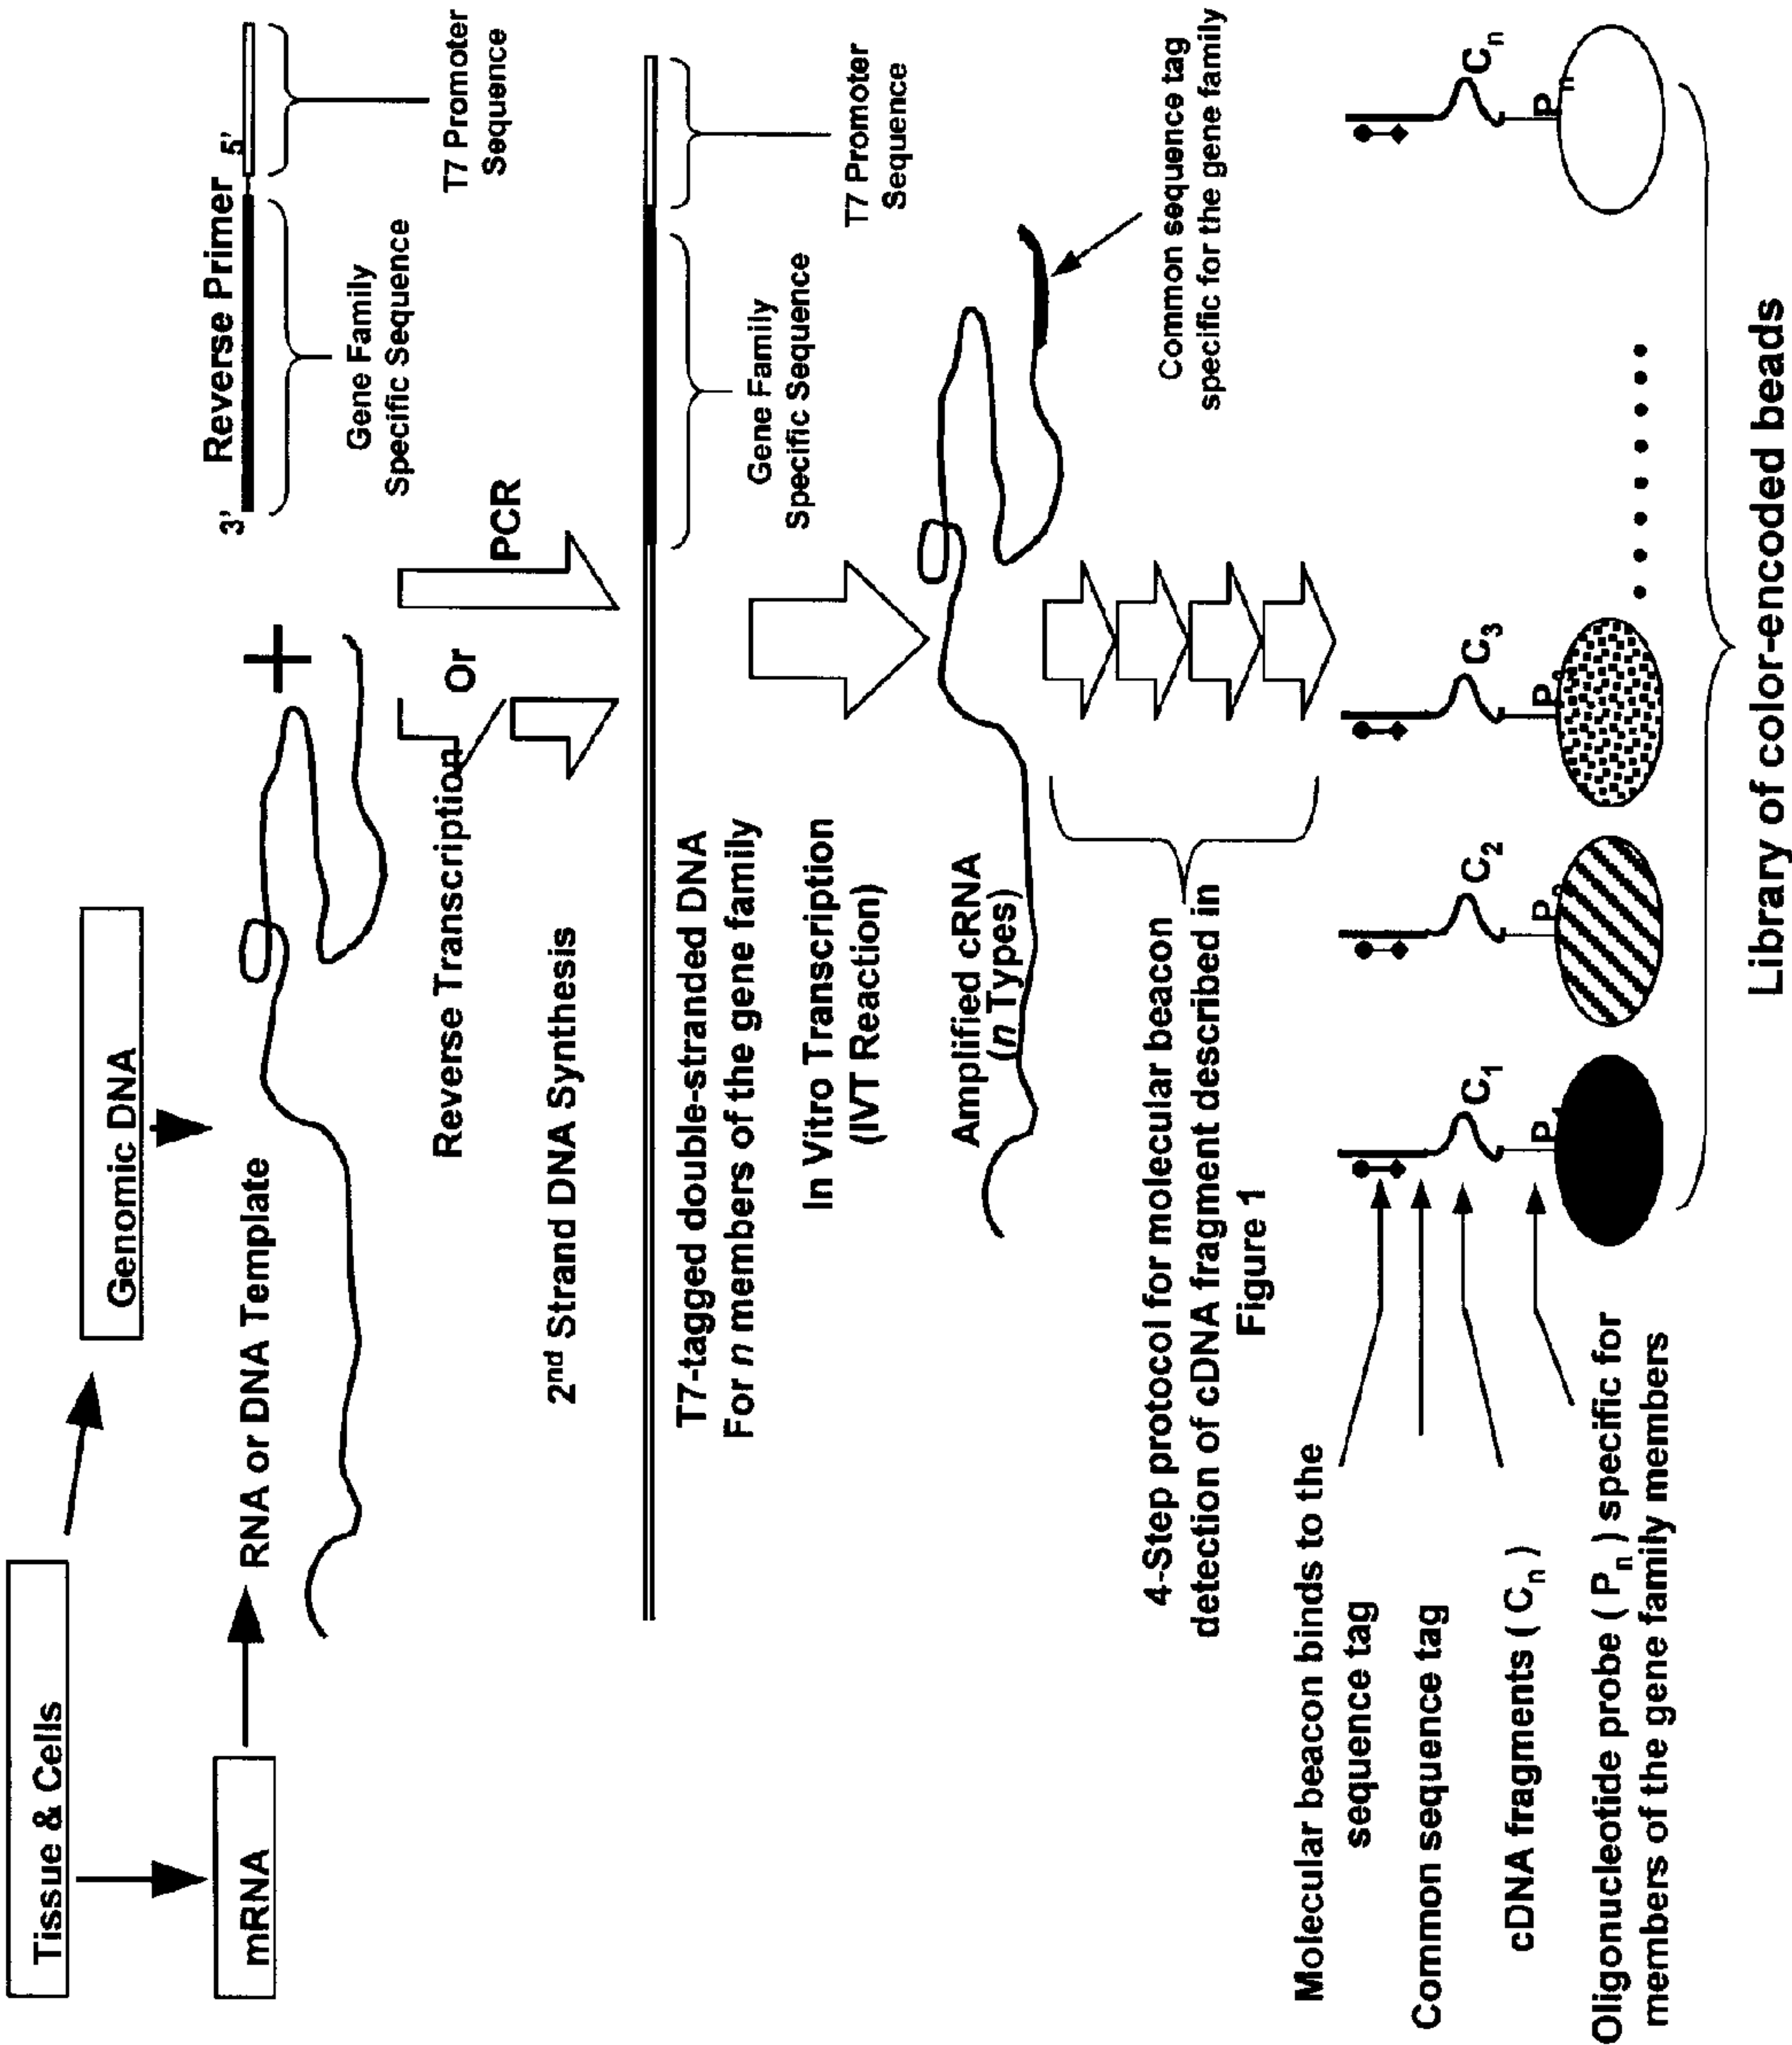 Tissue & Cells
Genomic DNA
mRNA
RNA or DNA Template
+
Reverse Primer
3'
5'
Gene Family
Specific Sequence
T7 Promoter
Sequence
Reverse Transcription
Or
PCR
2nd Strand DNA Synthesis
T7-tagged double-stranded DNA
For n members of the gene family
Gene Family
Specific Sequence
T7 Promoter
Sequence
In Vitro Transcription
(IVT Reaction)
Amplified cRNA
(n Types)
Common sequence tag
specific for the gene family
4-Step protocol for molecular beacon
detection of cDNA fragment described in
Figure 1
Molecular beacon binds to the
sequence tag
Common sequence tag
cDNA fragments ( Cn )
Oligonucleotide probe ( Pn ) specific for
members of the gene family members
C1
C2
C3
Cn
P
P
P
Pn
Library of color-encoded beads